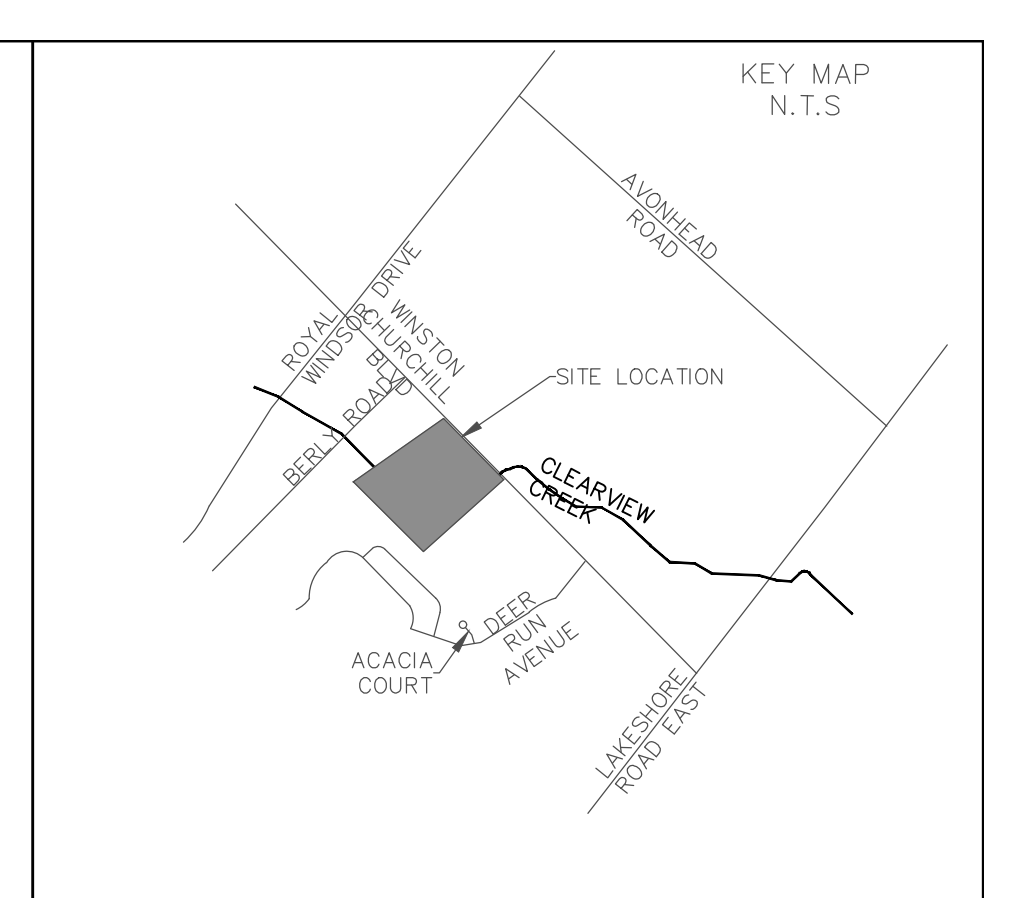 KEY MAP
N.T.S
AVONHEAD
ROAD
ROYAL
WINDSOR DRIVE
WINSTON
CHURCHILL
BLVD
BERLY ROAD
SITE LOCATION
CLEARVIEW
CREEK
DEER
RUN
AVENUE
ACACIA
COURT
LAKESHORE
ROAD EAST